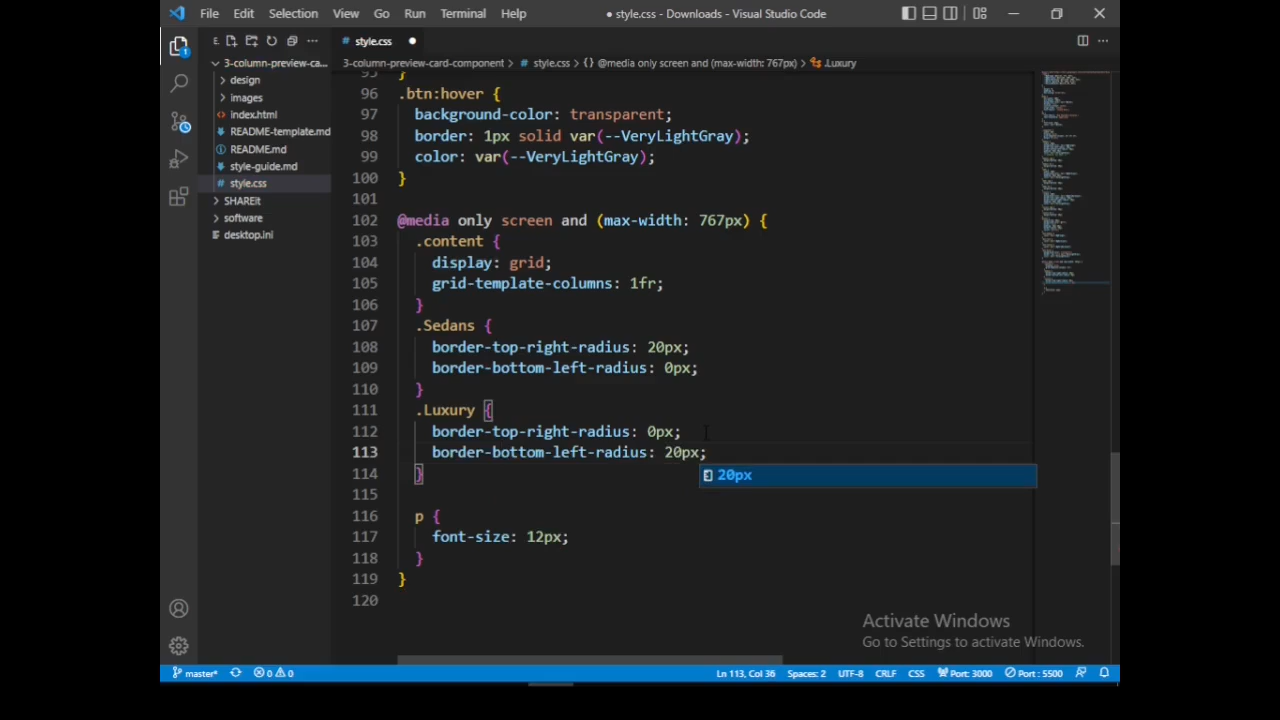 File Edit Selection View Go Run Terminal Help
● style.css - Downloads - Visual Studio Code
# style.css ●
3-column-preview-ca...
3-column-preview-card-component > # style.css > {} @media only screen and (max-width: 767px) > .Luxury
design
images
index.html
README-template.md
README.md
style-guide.md
# style.css
SHAREit
software
desktop.ini
1
95 }
96 .btn:hover {
97 background-color: transparent;
98 border: 1px solid var(--VeryLightGray);
99 color: var(--VeryLightGray);
100 }
101
102 @media only screen and (max-width: 767px) {
103 .content {
104 display: grid;
105 grid-template-columns: 1fr;
106 }
107 .Sedans {
108 border-top-right-radius: 20px;
109 border-bottom-left-radius: 0px;
110 }
111 .Luxury {
112 border-top-right-radius: 0px;
113 border-bottom-left-radius: 20px;
20px
114 }
115
116 p {
117 font-size: 12px;
118 }
119 }
120
Activate Windows
Go to Settings to activate Windows.
master* 0 0 Ln 113, Col 36 Spaces: 2 UTF-8 CRLF CSS Port: 3000 Port : 5500